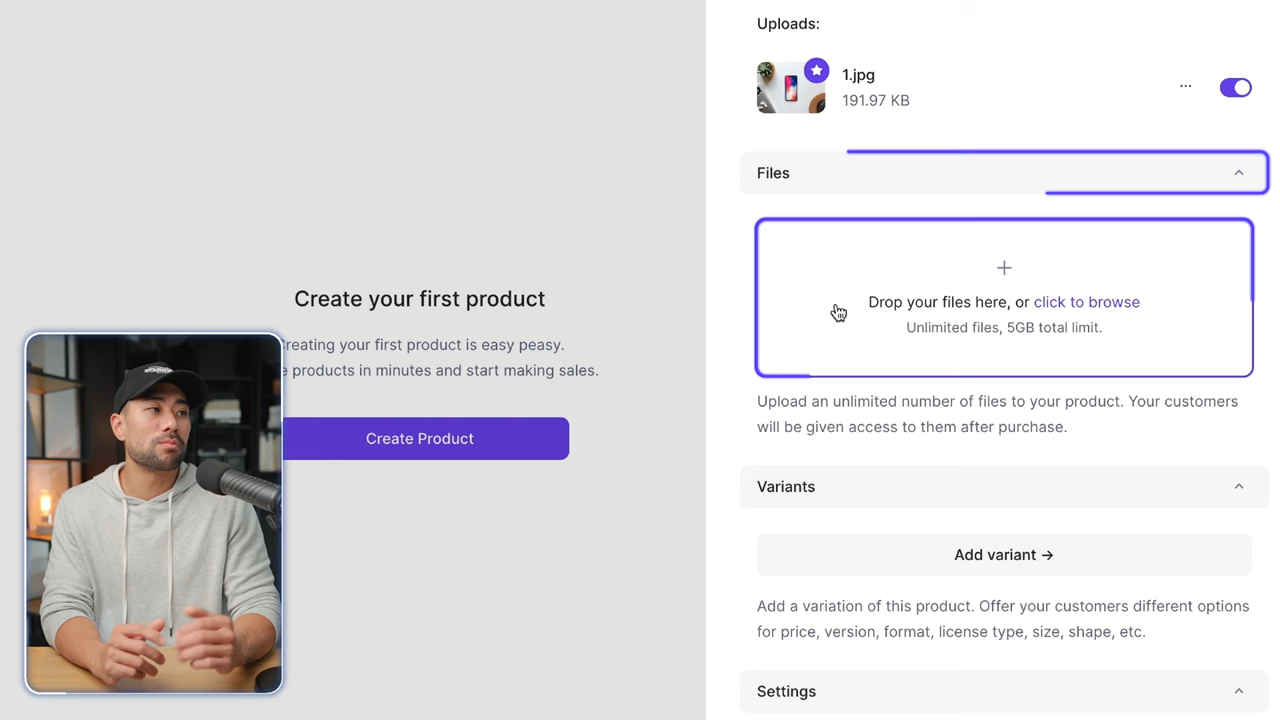 Uploads:
1.jpg
191.97 KB
...
Files
Drop your files here, or click to browse
Unlimited files, 5GB total limit.
Upload an unlimited number of files to your product. Your customers
will be given access to them after purchase.
Variants
Add variant →
Add a variation of this product. Offer your customers different options
for price, version, format, license type, size, shape, etc.
Settings
Create your first product
reating your first product is easy peasy.
e products in minutes and start making sales.
Create Product